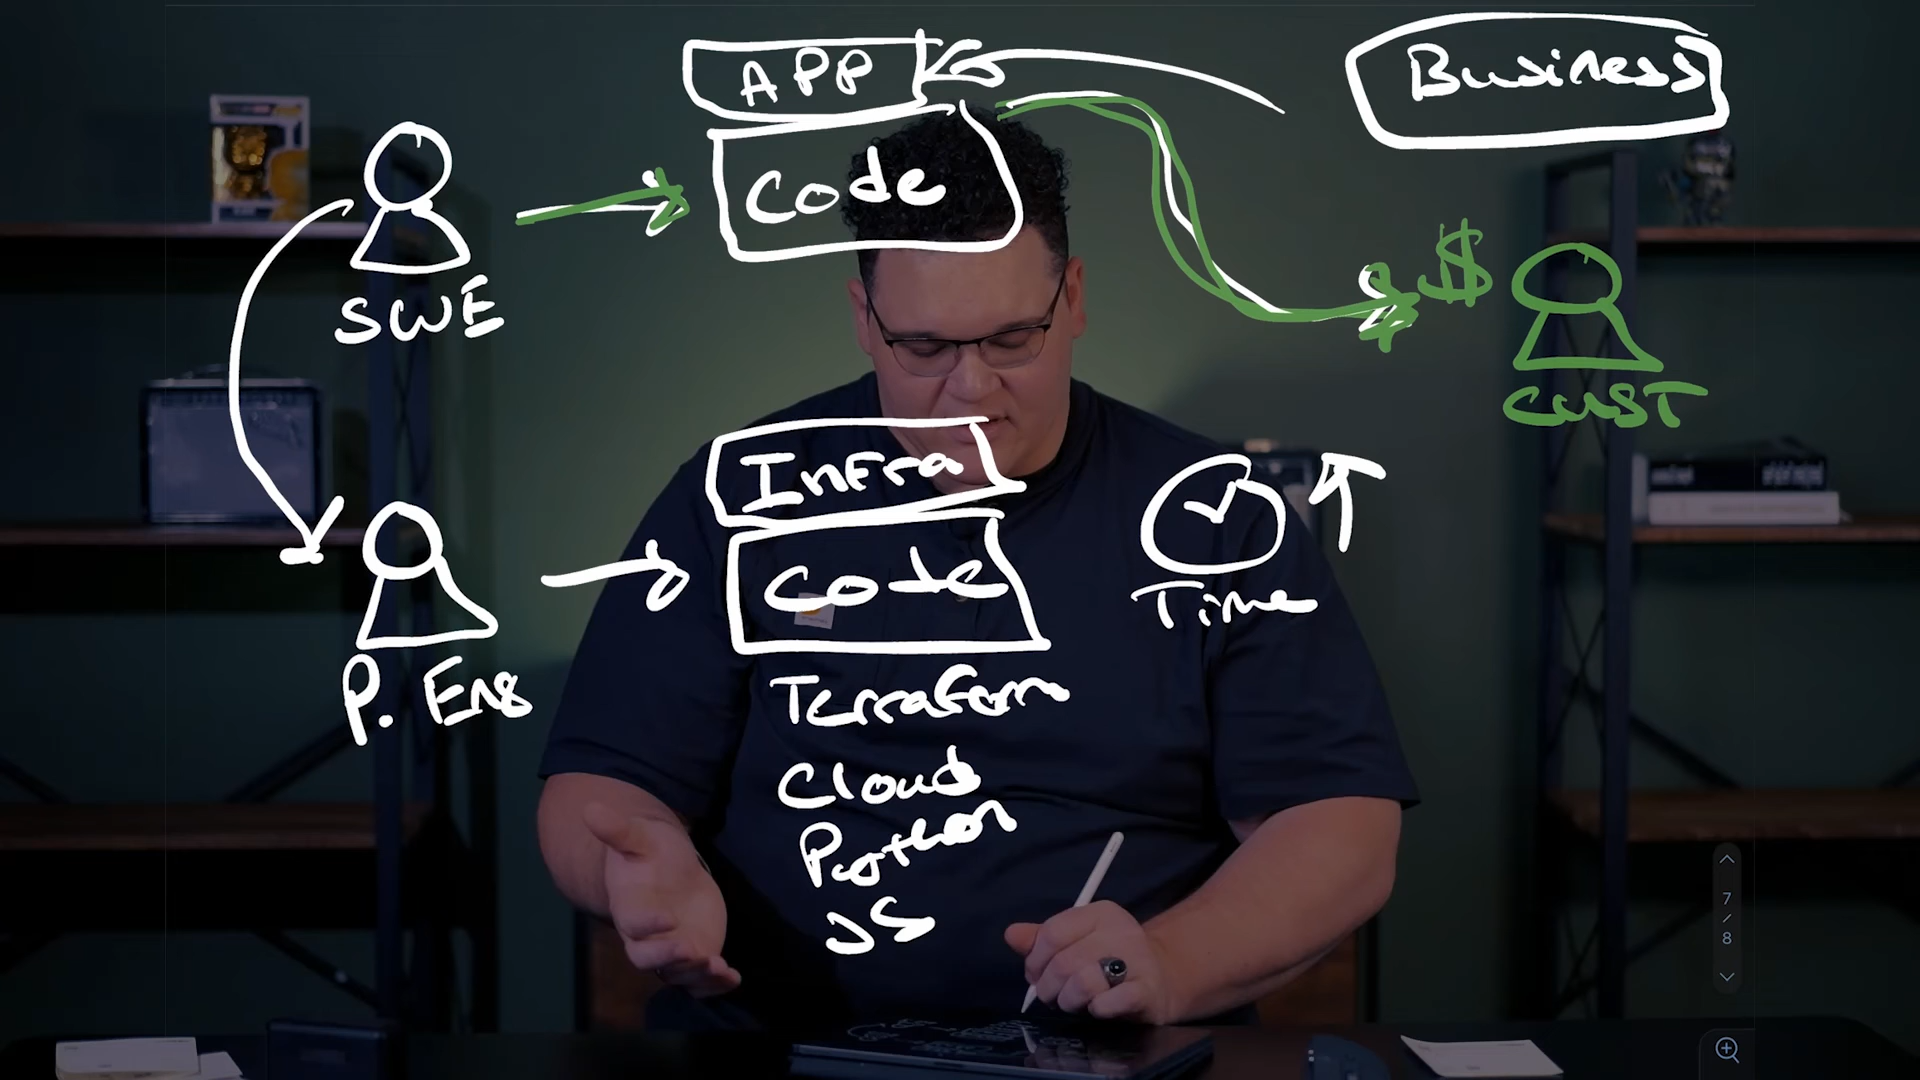 APP
Business
Code
SWE
$
CUST
Infra
Code
Time
P. Eng
Terraform
Cloud
Python
JS
7
/
8